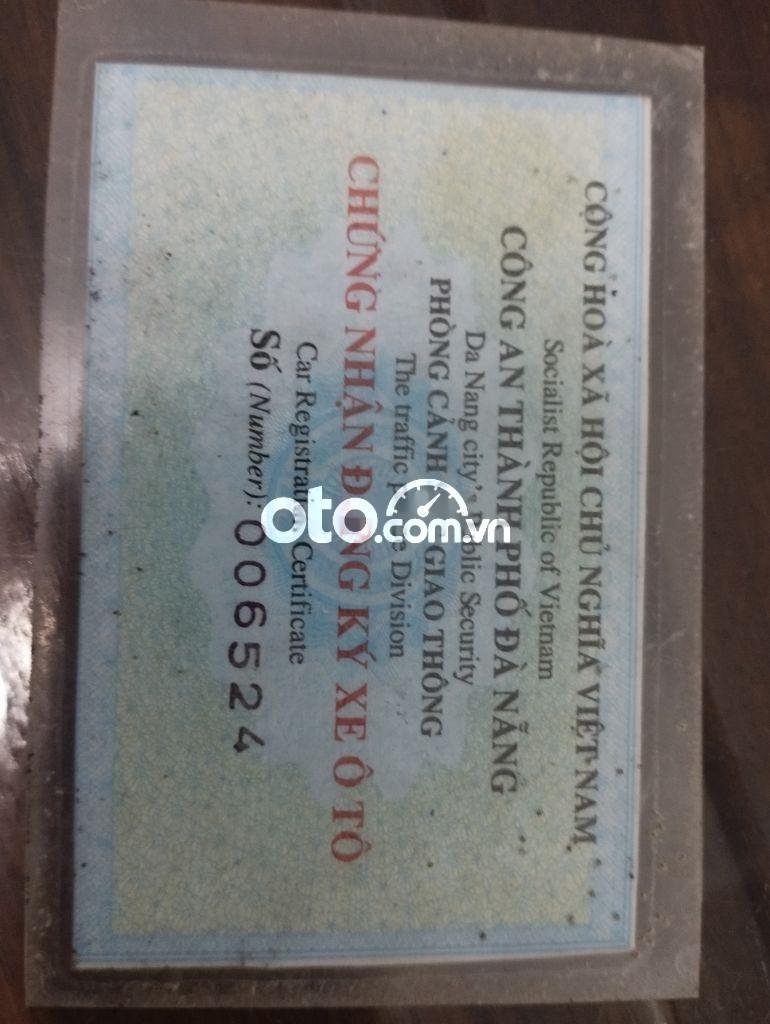 CỘNG HOÀ XÃ HỘI CHỦ NGHĨA VIỆT NAM
Socialist Republic of Vietnam
CÔNG AN THÀNH PHỐ ĐÀ NẴNG
Da Nang city's Public Security
PHÒNG CẢNH GIAO THÔNG
The traffic Division
CHỨNG NHẬN ĐĂNG KÝ XE Ô TÔ
Car Registration Certificate
Số (Number): 006524
oto.com.vn